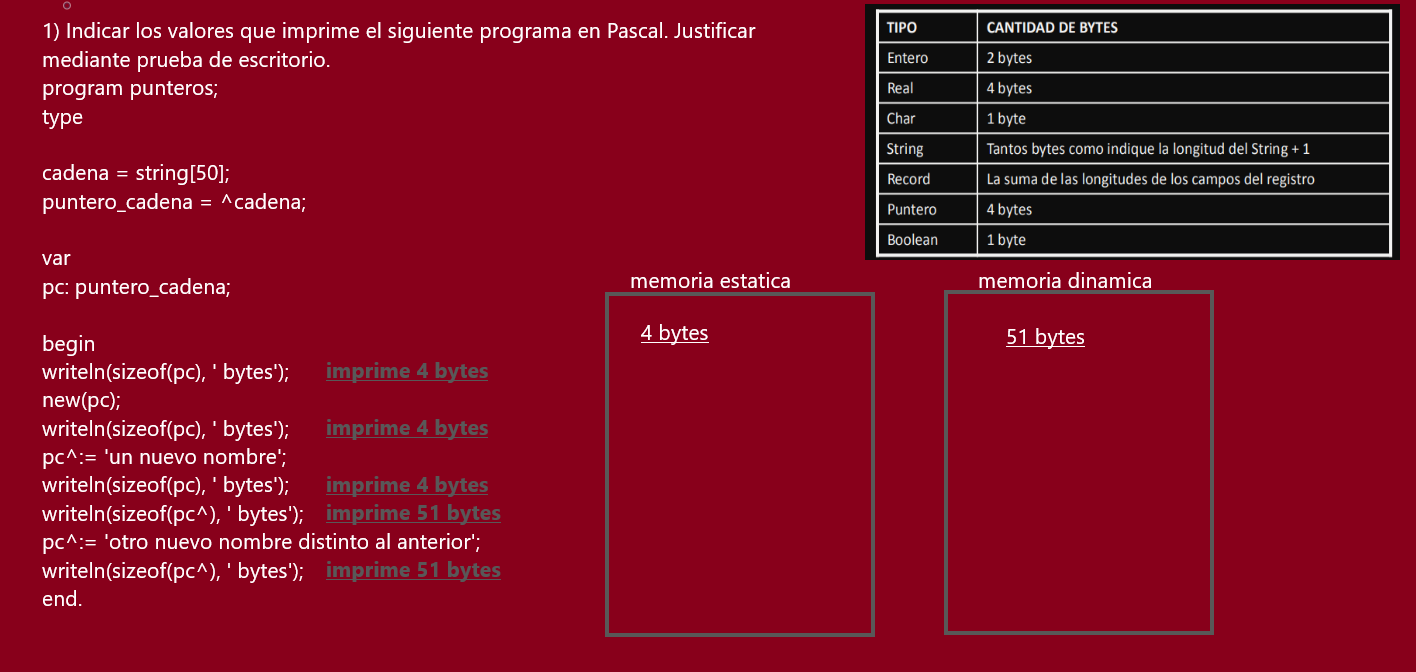 1) Indicar los valores que imprime el siguiente programa en Pascal. Justificar
mediante prueba de escritorio.
program punteros;
type
cadena = string[50];
puntero_cadena = ^cadena;
var
pc: puntero_cadena;
begin
writeln(sizeof(pc), ' bytes'); imprime 4 bytes
new(pc);
writeln(sizeof(pc), ' bytes'); imprime 4 bytes
pc^:= 'un nuevo nombre';
writeln(sizeof(pc), ' bytes'); imprime 4 bytes
writeln(sizeof(pc^), ' bytes'); imprime 51 bytes
pc^:= 'otro nuevo nombre distinto al anterior';
writeln(sizeof(pc^), ' bytes'); imprime 51 bytes
end.
TIPO CANTIDAD DE BYTES
Entero 2 bytes
Real 4 bytes
Char 1 byte
String Tantos bytes como indique la longitud del String + 1
Record La suma de las longitudes de los campos del registro
Puntero 4 bytes
Boolean 1 byte
memoria estatica
4 bytes
memoria dinamica
51 bytes